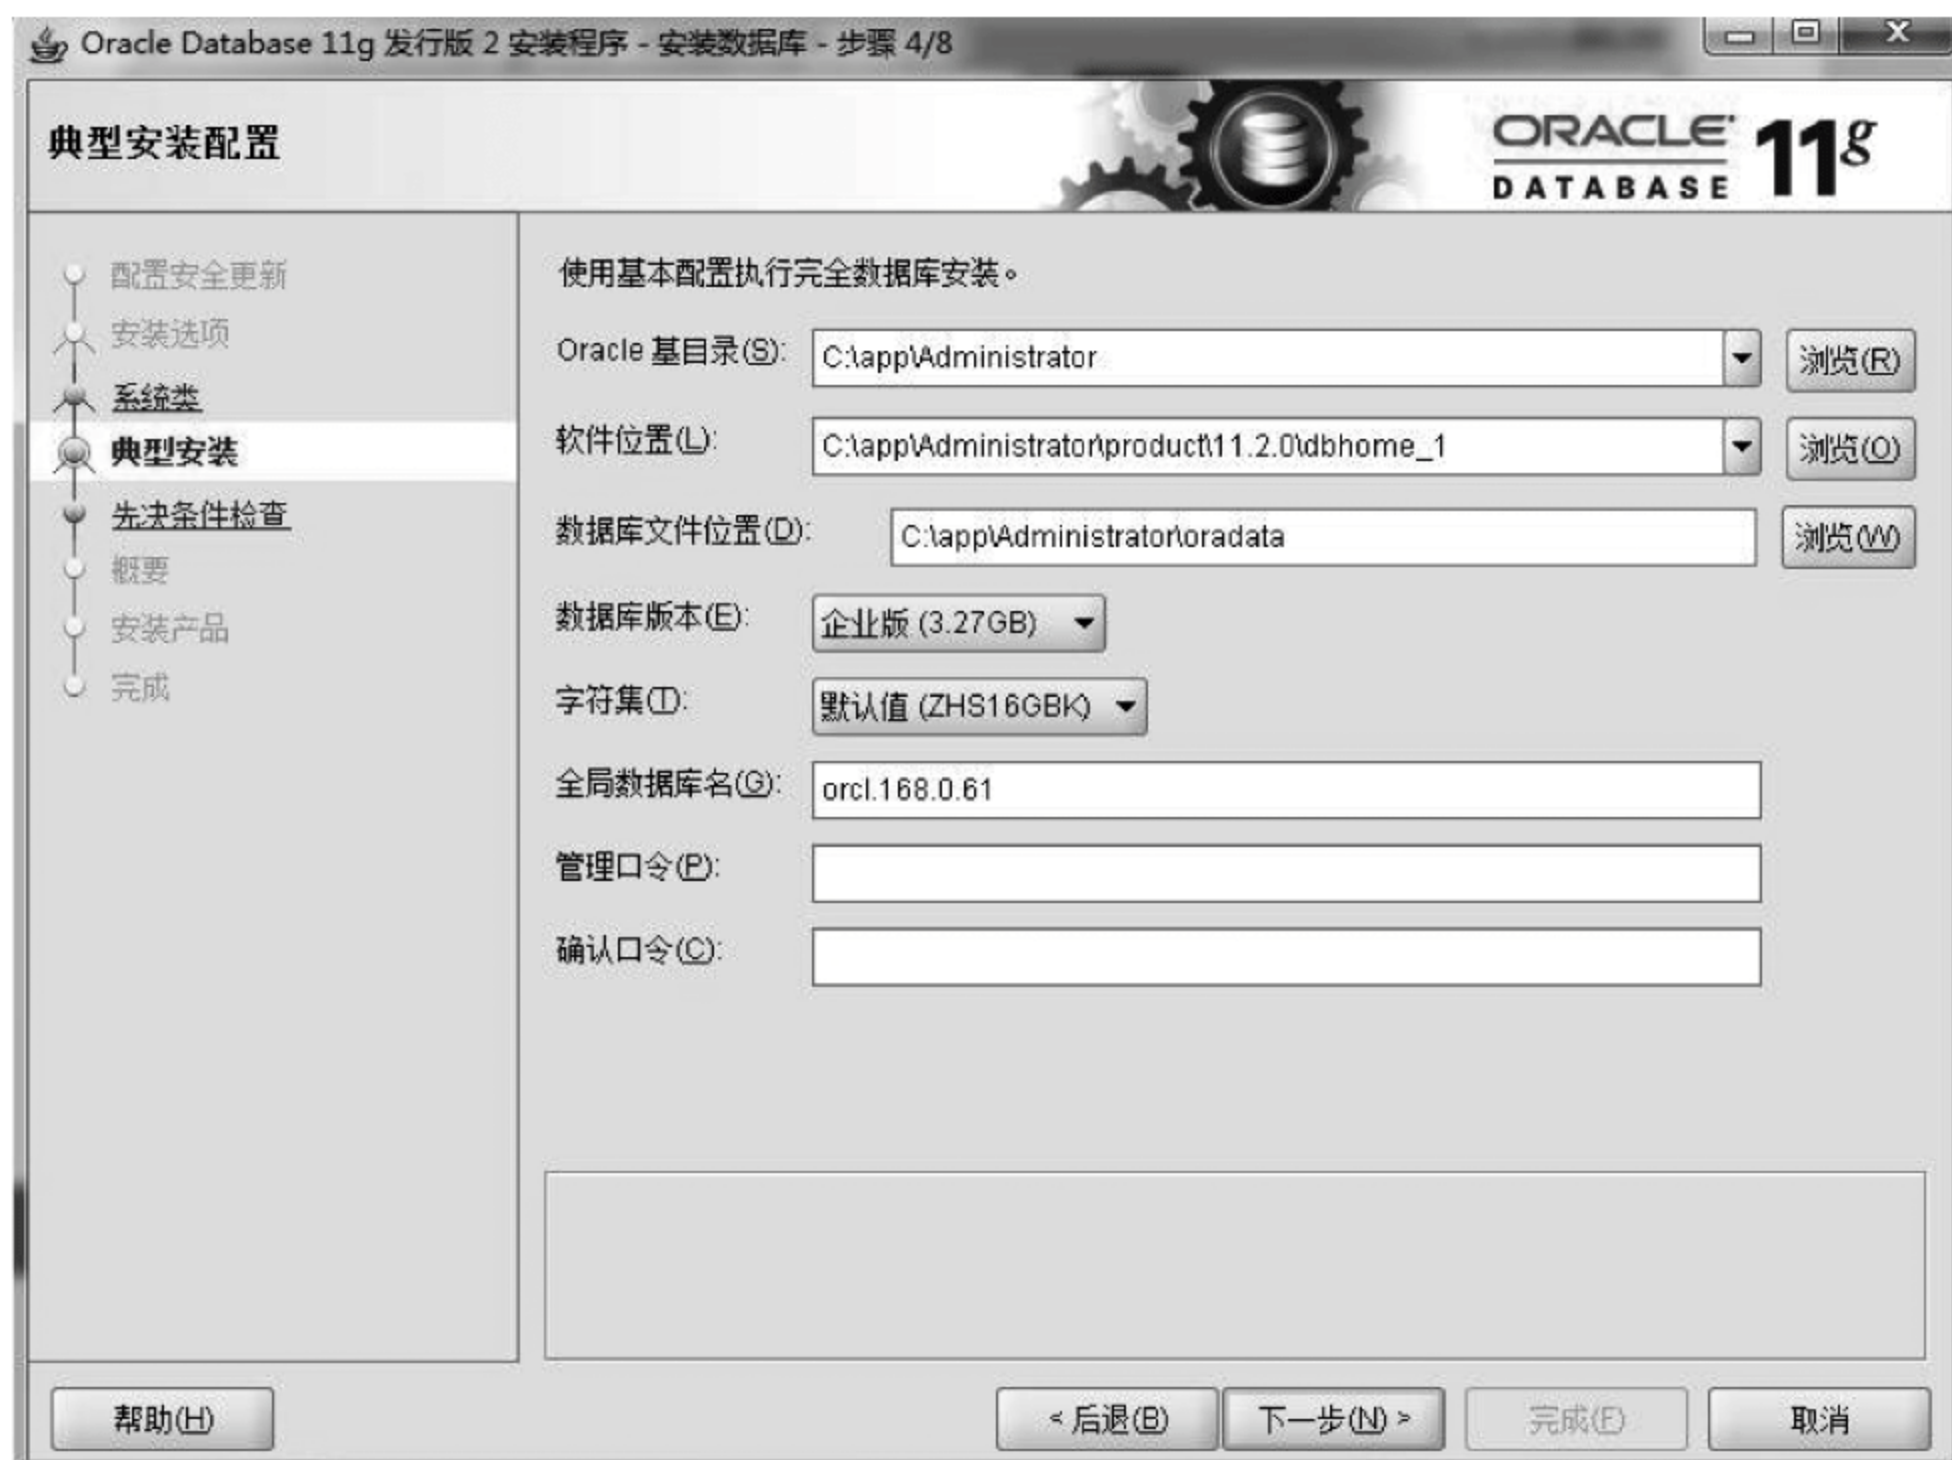 Oracle Database 11g 发行版 2 安装程序 - 安装数据库 - 步骤 4/8
典型安装配置
ORACLE DATABASE 11g
配置安全更新
安装选项
系统类
典型安装
先决条件检查
概要
安装产品
完成
使用基本配置执行完全数据库安装。
Oracle 基目录(S): C:\app\Administrator 浏览(R)
软件位置(L): C:\app\Administrator\product\11.2.0\dbhome_1 浏览(O)
数据库文件位置(D): C:\app\Administrator\oradata 浏览(W)
数据库版本(E): 企业版 (3.27GB)
字符集(T): 默认值 (ZHS16GBK)
全局数据库名(G): orcl.168.0.61
管理口令(P):
确认口令(C):
帮助(H) < 后退(B) 下一步(N) > 完成(F) 取消